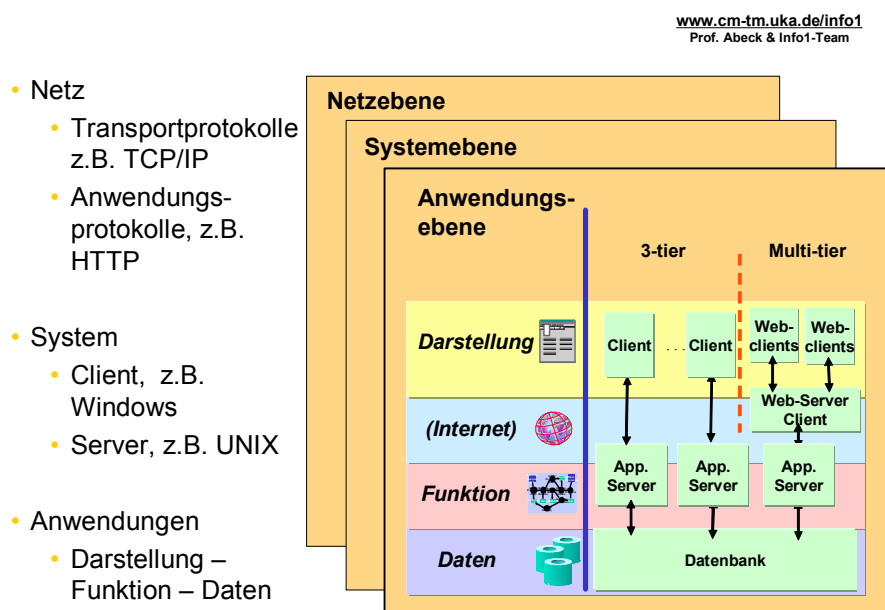 www.cm-tm.uka.de/info1
Prof. Abeck & Info1-Team
• Netz
• Transportprotokolle
z.B. TCP/IP
• Anwendungs-
protokolle, z.B.
HTTP
• System
• Client, z.B.
Windows
• Server, z.B. UNIX
• Anwendungen
• Darstellung –
Funktion – Daten
Netzebene
Systemebene
Anwendungs-
ebene
3-tier
Multi-tier
Darstellung
Client
. . .
Client
Web-
clients
Web-
clients
(Internet)
Web-Server
Client
Funktion
App.
Server
App.
Server
App.
Server
Daten
Datenbank